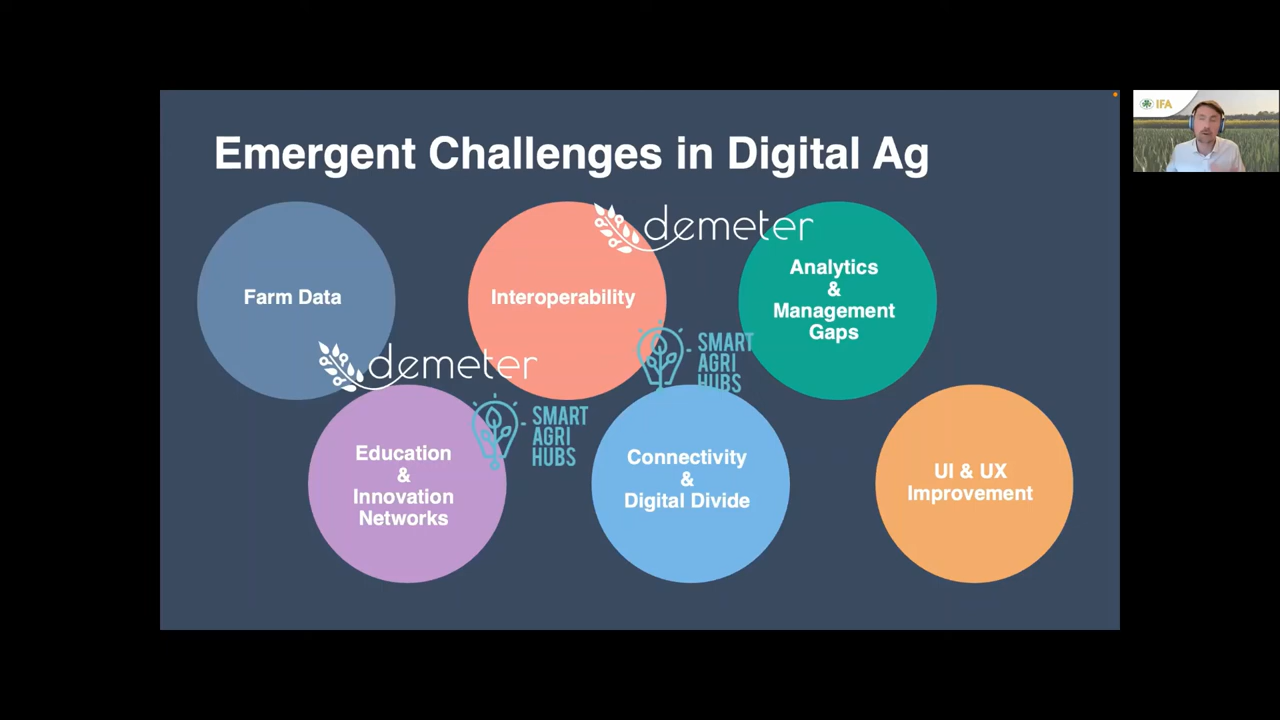 Emergent Challenges in Digital Ag
IFA
demeter
Farm Data
Interoperability
Analytics
&
Management
Gaps
demeter
SMART
AGRI
HUBS
SMART
AGRI
HUBS
Education
&
Innovation
Networks
Connectivity
&
Digital Divide
UI & UX
Improvement